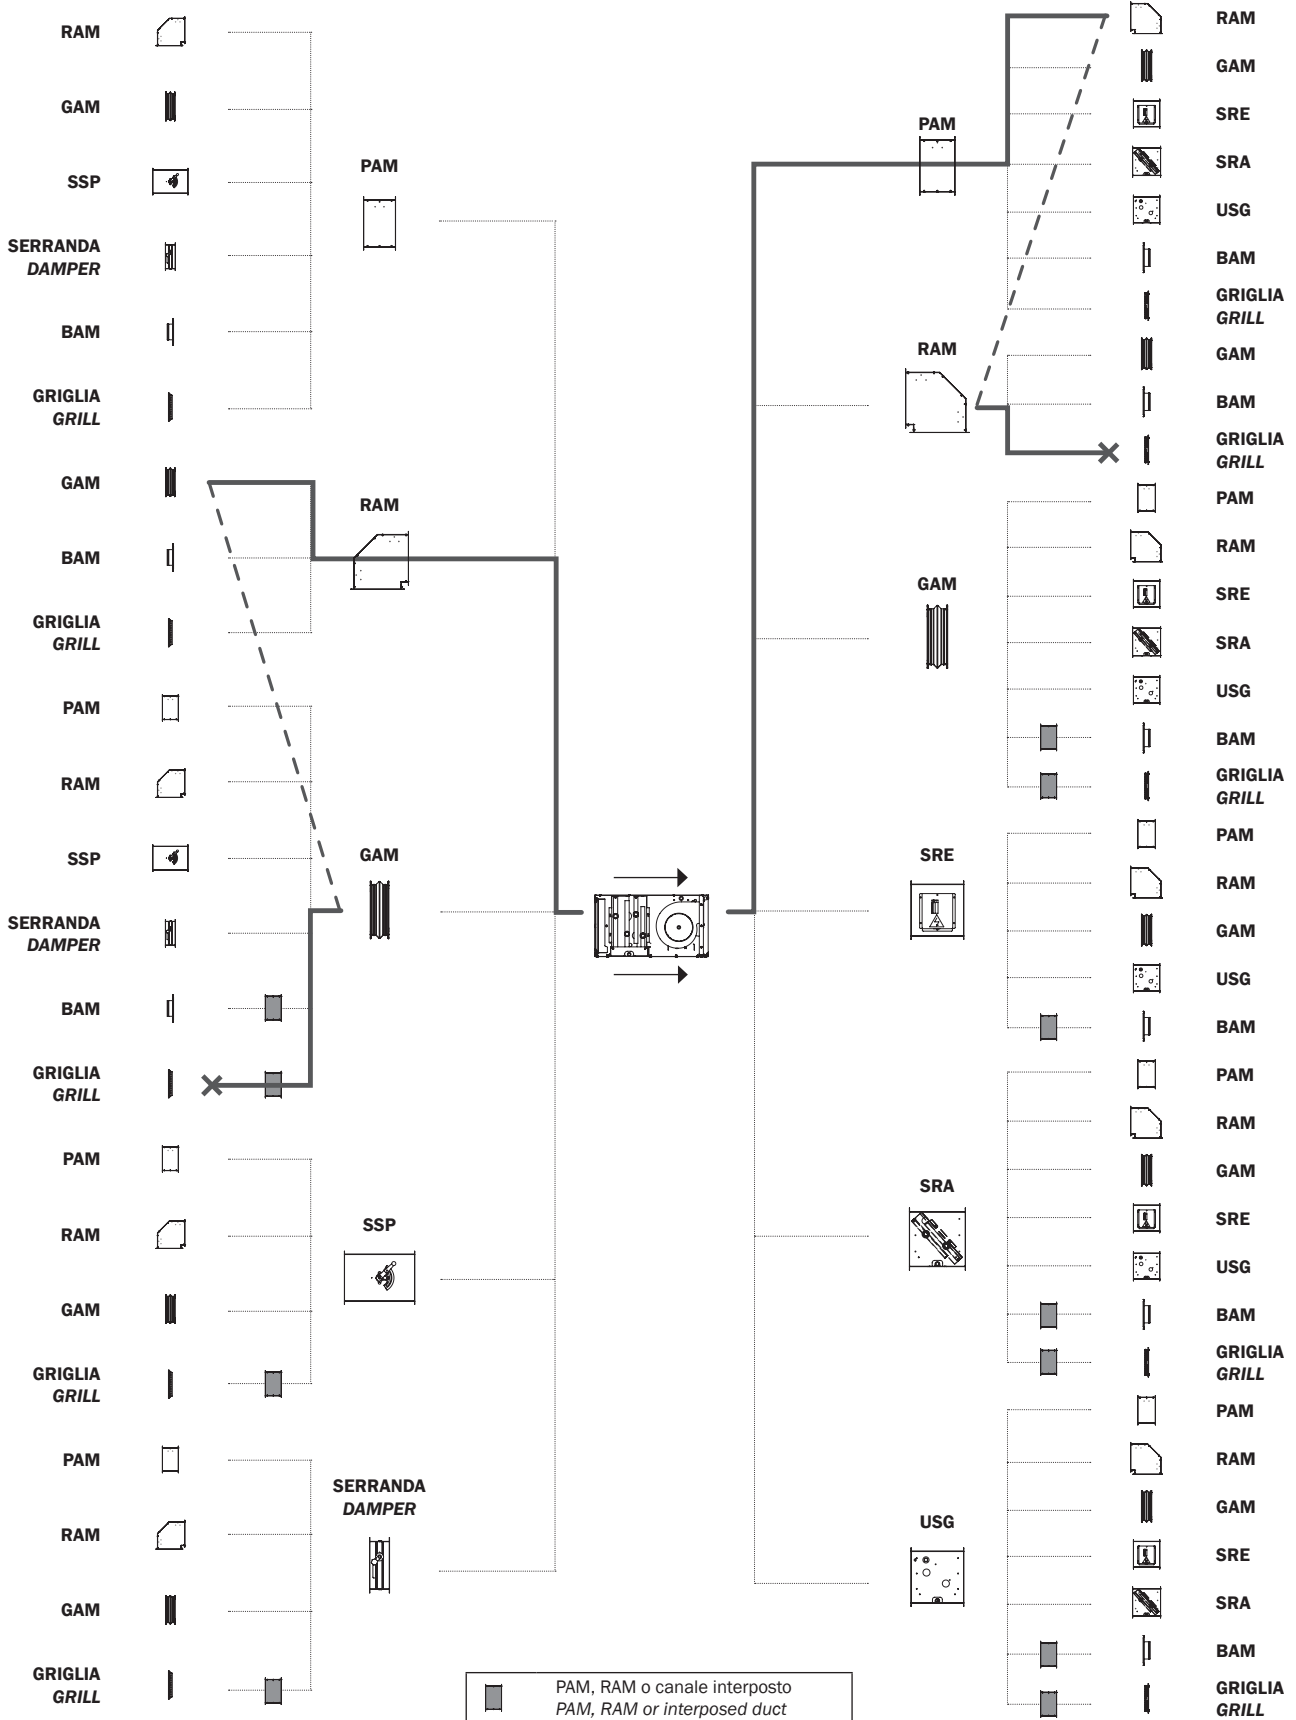 RAM
GAM
SSP
SERRANDA
DAMPER
BAM
GRIGLIA
GRILL
GAM
BAM
GRIGLIA
GRILL
PAM
RAM
SSP
SERRANDA
DAMPER
BAM
GRIGLIA
GRILL
PAM
RAM
GAM
GRIGLIA
GRILL
PAM
RAM
GAM
GRIGLIA
GRILL
PAM
RAM
GAM
SSP
SERRANDA
DAMPER
PAM, RAM o canale interposto
PAM, RAM or interposed duct
PAM
RAM
GAM
SRE
SRA
USG
RAM
GAM
SRE
SRA
USG
BAM
GRIGLIA
GRILL
GAM
BAM
GRIGLIA
GRILL
PAM
RAM
SRE
SRA
USG
BAM
GRIGLIA
GRILL
PAM
RAM
GAM
USG
BAM
PAM
RAM
GAM
SRE
USG
BAM
GRIGLIA
GRILL
PAM
RAM
GAM
SRE
SRA
BAM
GRIGLIA
GRILL